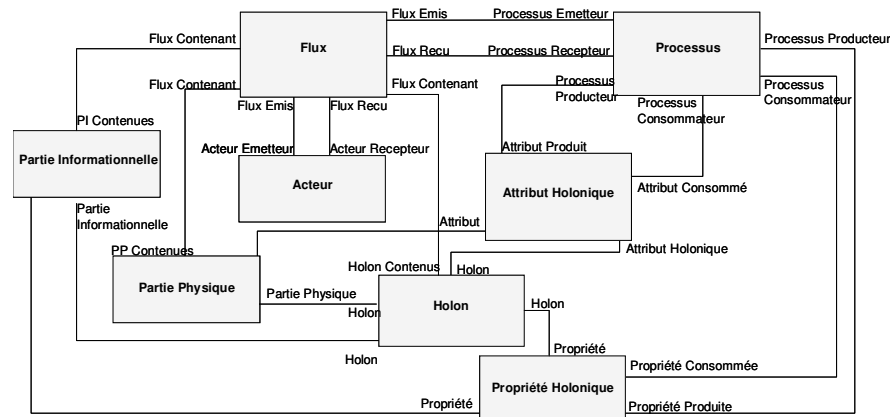 Flux Emis
Processus Emetteur
Flux Contenant
Flux
Processus
Processus Producteur
Flux Recu
Processus Recepteur
Flux Contenant
Flux Contenant
Processus
Producteur
Processus
Consommateur
Flux Emis
Flux Recu
Processus
Consommateur
PI Contenues
Acteur Emetteur
Acteur Recepteur
Attribut Produit
Partie Informationnelle
Acteur
Attribut Holonique
Attribut Consommé
Partie
Informationnelle
Attribut
PP Contenues
Attribut Holonique
Holon Contenus
Holon
Partie Physique
Partie Physique
Holon
Holon
Holon
Holon
Propriété
Propriété Consommée
Propriété Holonique
Propriété
Propriété Produite